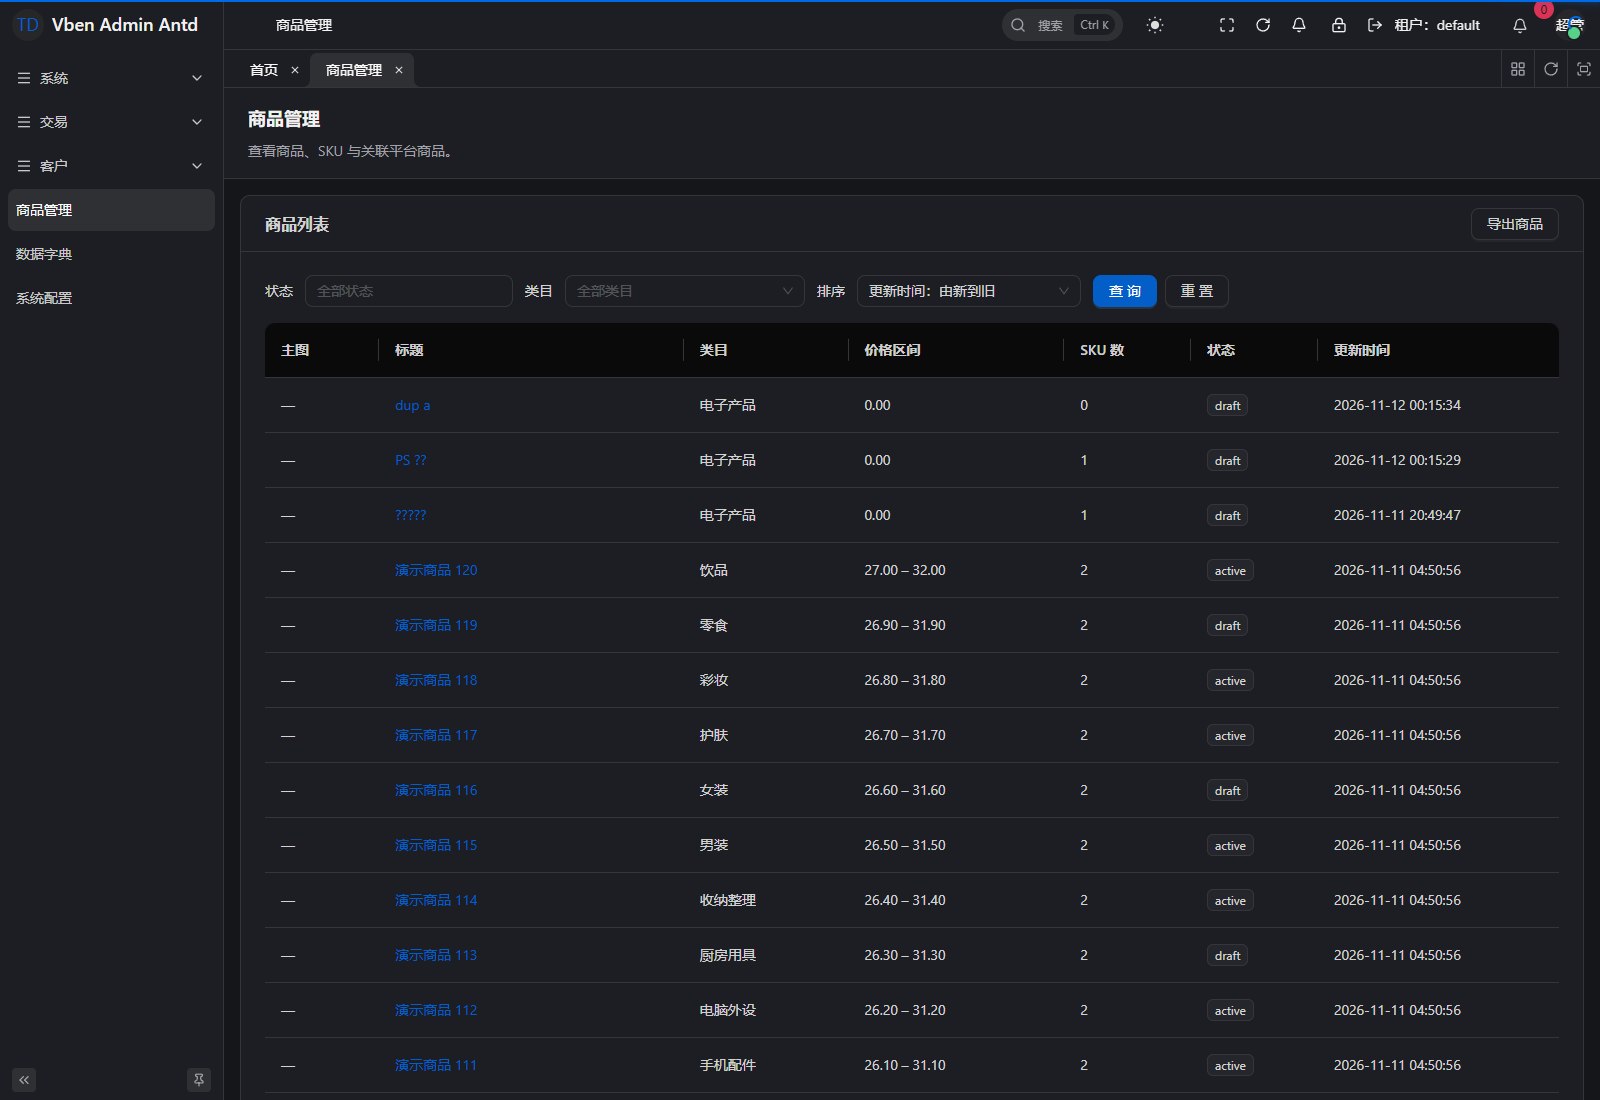 TD Vben Admin Antd
商品管理
搜索 Ctrl K
租户：default
0
系统
交易
客户
商品管理
数据字典
系统配置
首页 ×
商品管理 ×
商品管理
查看商品、SKU 与关联平台商品。
商品列表
导出商品
状态 全部状态 类目 全部类目 排序 更新时间：由新到旧 查 询 重 置
主图 标题 类目 价格区间 SKU 数 状态 更新时间
— dup a 电子产品 0.00 0 draft 2026-11-12 00:15:34
— PS ?? 电子产品 0.00 1 draft 2026-11-12 00:15:29
— ????? 电子产品 0.00 1 draft 2026-11-11 20:49:47
— 演示商品 120 饮品 27.00 – 32.00 2 active 2026-11-11 04:50:56
— 演示商品 119 零食 26.90 – 31.90 2 draft 2026-11-11 04:50:56
— 演示商品 118 彩妆 26.80 – 31.80 2 active 2026-11-11 04:50:56
— 演示商品 117 护肤 26.70 – 31.70 2 active 2026-11-11 04:50:56
— 演示商品 116 女装 26.60 – 31.60 2 draft 2026-11-11 04:50:56
— 演示商品 115 男装 26.50 – 31.50 2 active 2026-11-11 04:50:56
— 演示商品 114 收纳整理 26.40 – 31.40 2 active 2026-11-11 04:50:56
— 演示商品 113 厨房用具 26.30 – 31.30 2 draft 2026-11-11 04:50:56
— 演示商品 112 电脑外设 26.20 – 31.20 2 active 2026-11-11 04:50:56
— 演示商品 111 手机配件 26.10 – 31.10 2 active 2026-11-11 04:50:56